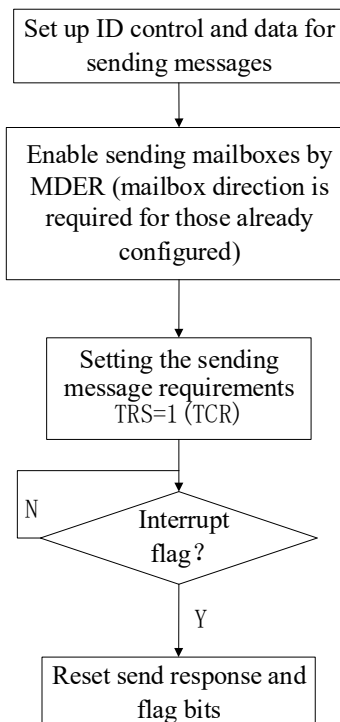 Set up ID control and data for
sending messages
Enable sending mailboxes by
MDER (mailbox direction is
required for those already
configured)
Setting the sending
message requirements
TRS=1 (TCR)
N
Interrupt
flag？
Y
Reset send response and
flag bits